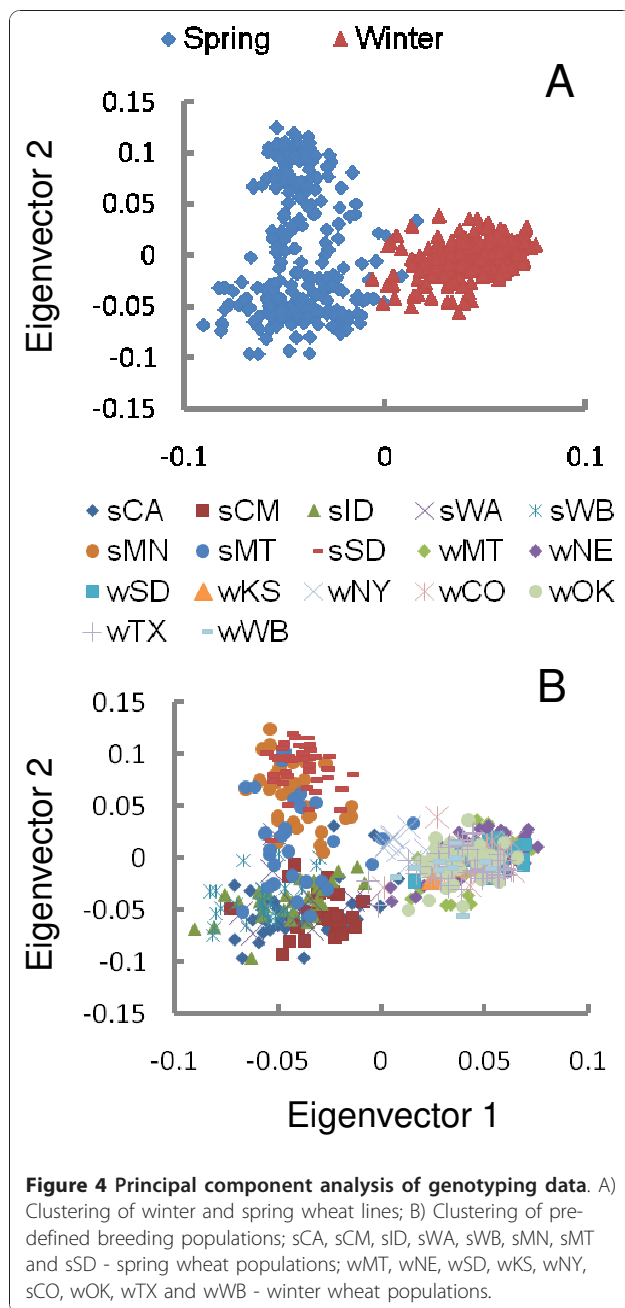 Spring Winter
A
0.15
0.1
0.05
0
-0.05
-0.1
-0.15
Eigenvector 2
-0.1 0 0.1
sCA sCM sID sWA sWB
sMN sMT sSD wMT wNE
wSD wKS wNY wCO wOK
wTX wWB
B
0.15
0.1
0.05
0
-0.05
-0.1
-0.15
Eigenvector 2
-0.1 -0.05 0 0.05 0.1
Eigenvector 1
Figure 4 Principal component analysis of genotyping data. A)
Clustering of winter and spring wheat lines; B) Clustering of pre-
defined breeding populations; sCA, sCM, sID, sWA, sWB, sMN, sMT
and sSD - spring wheat populations; wMT, wNE, wSD, wKS, wNY,
sCO, wOK, wTX and wWB - winter wheat populations.